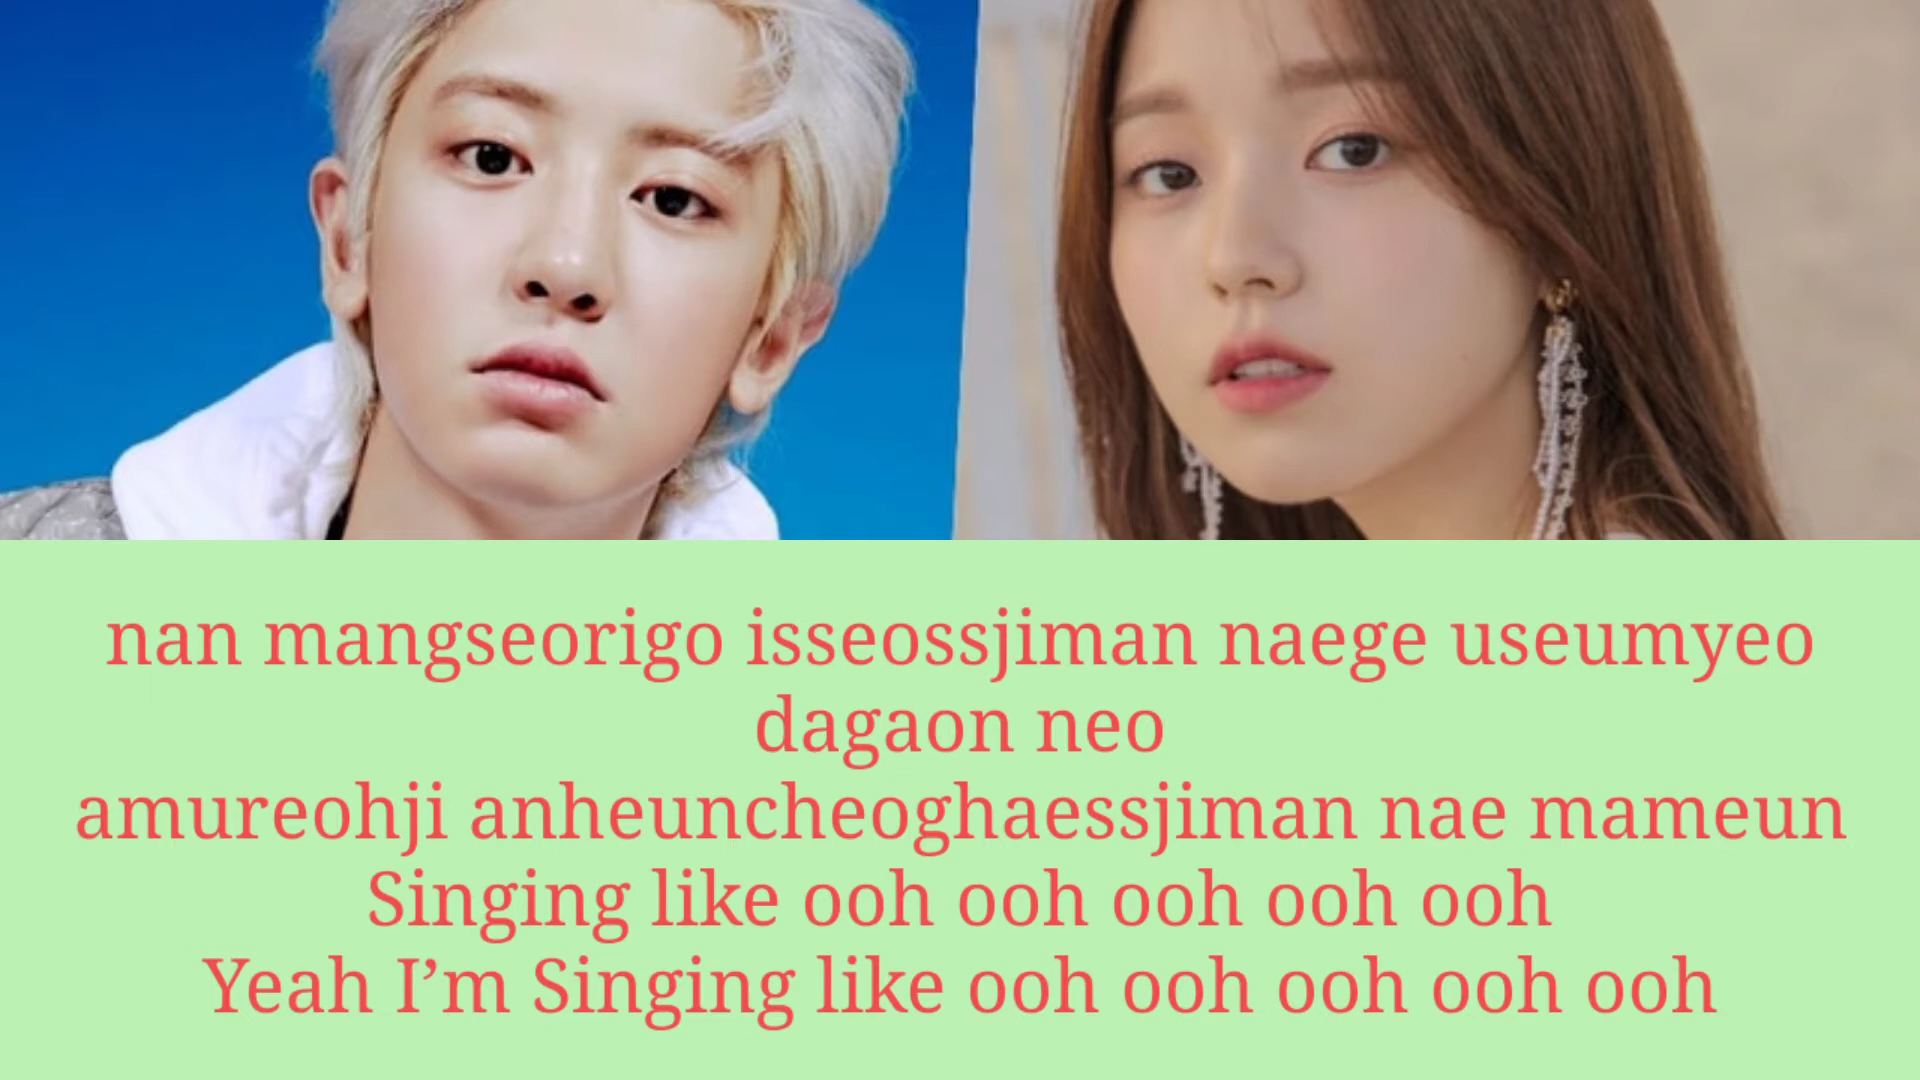 nan mangseorigo isseossjiman naege useumyeo
dagaon neo
amureohji anheuncheoghaessjiman nae mameun
Singing like ooh ooh ooh ooh ooh
Yeah I’m Singing like ooh ooh ooh ooh ooh